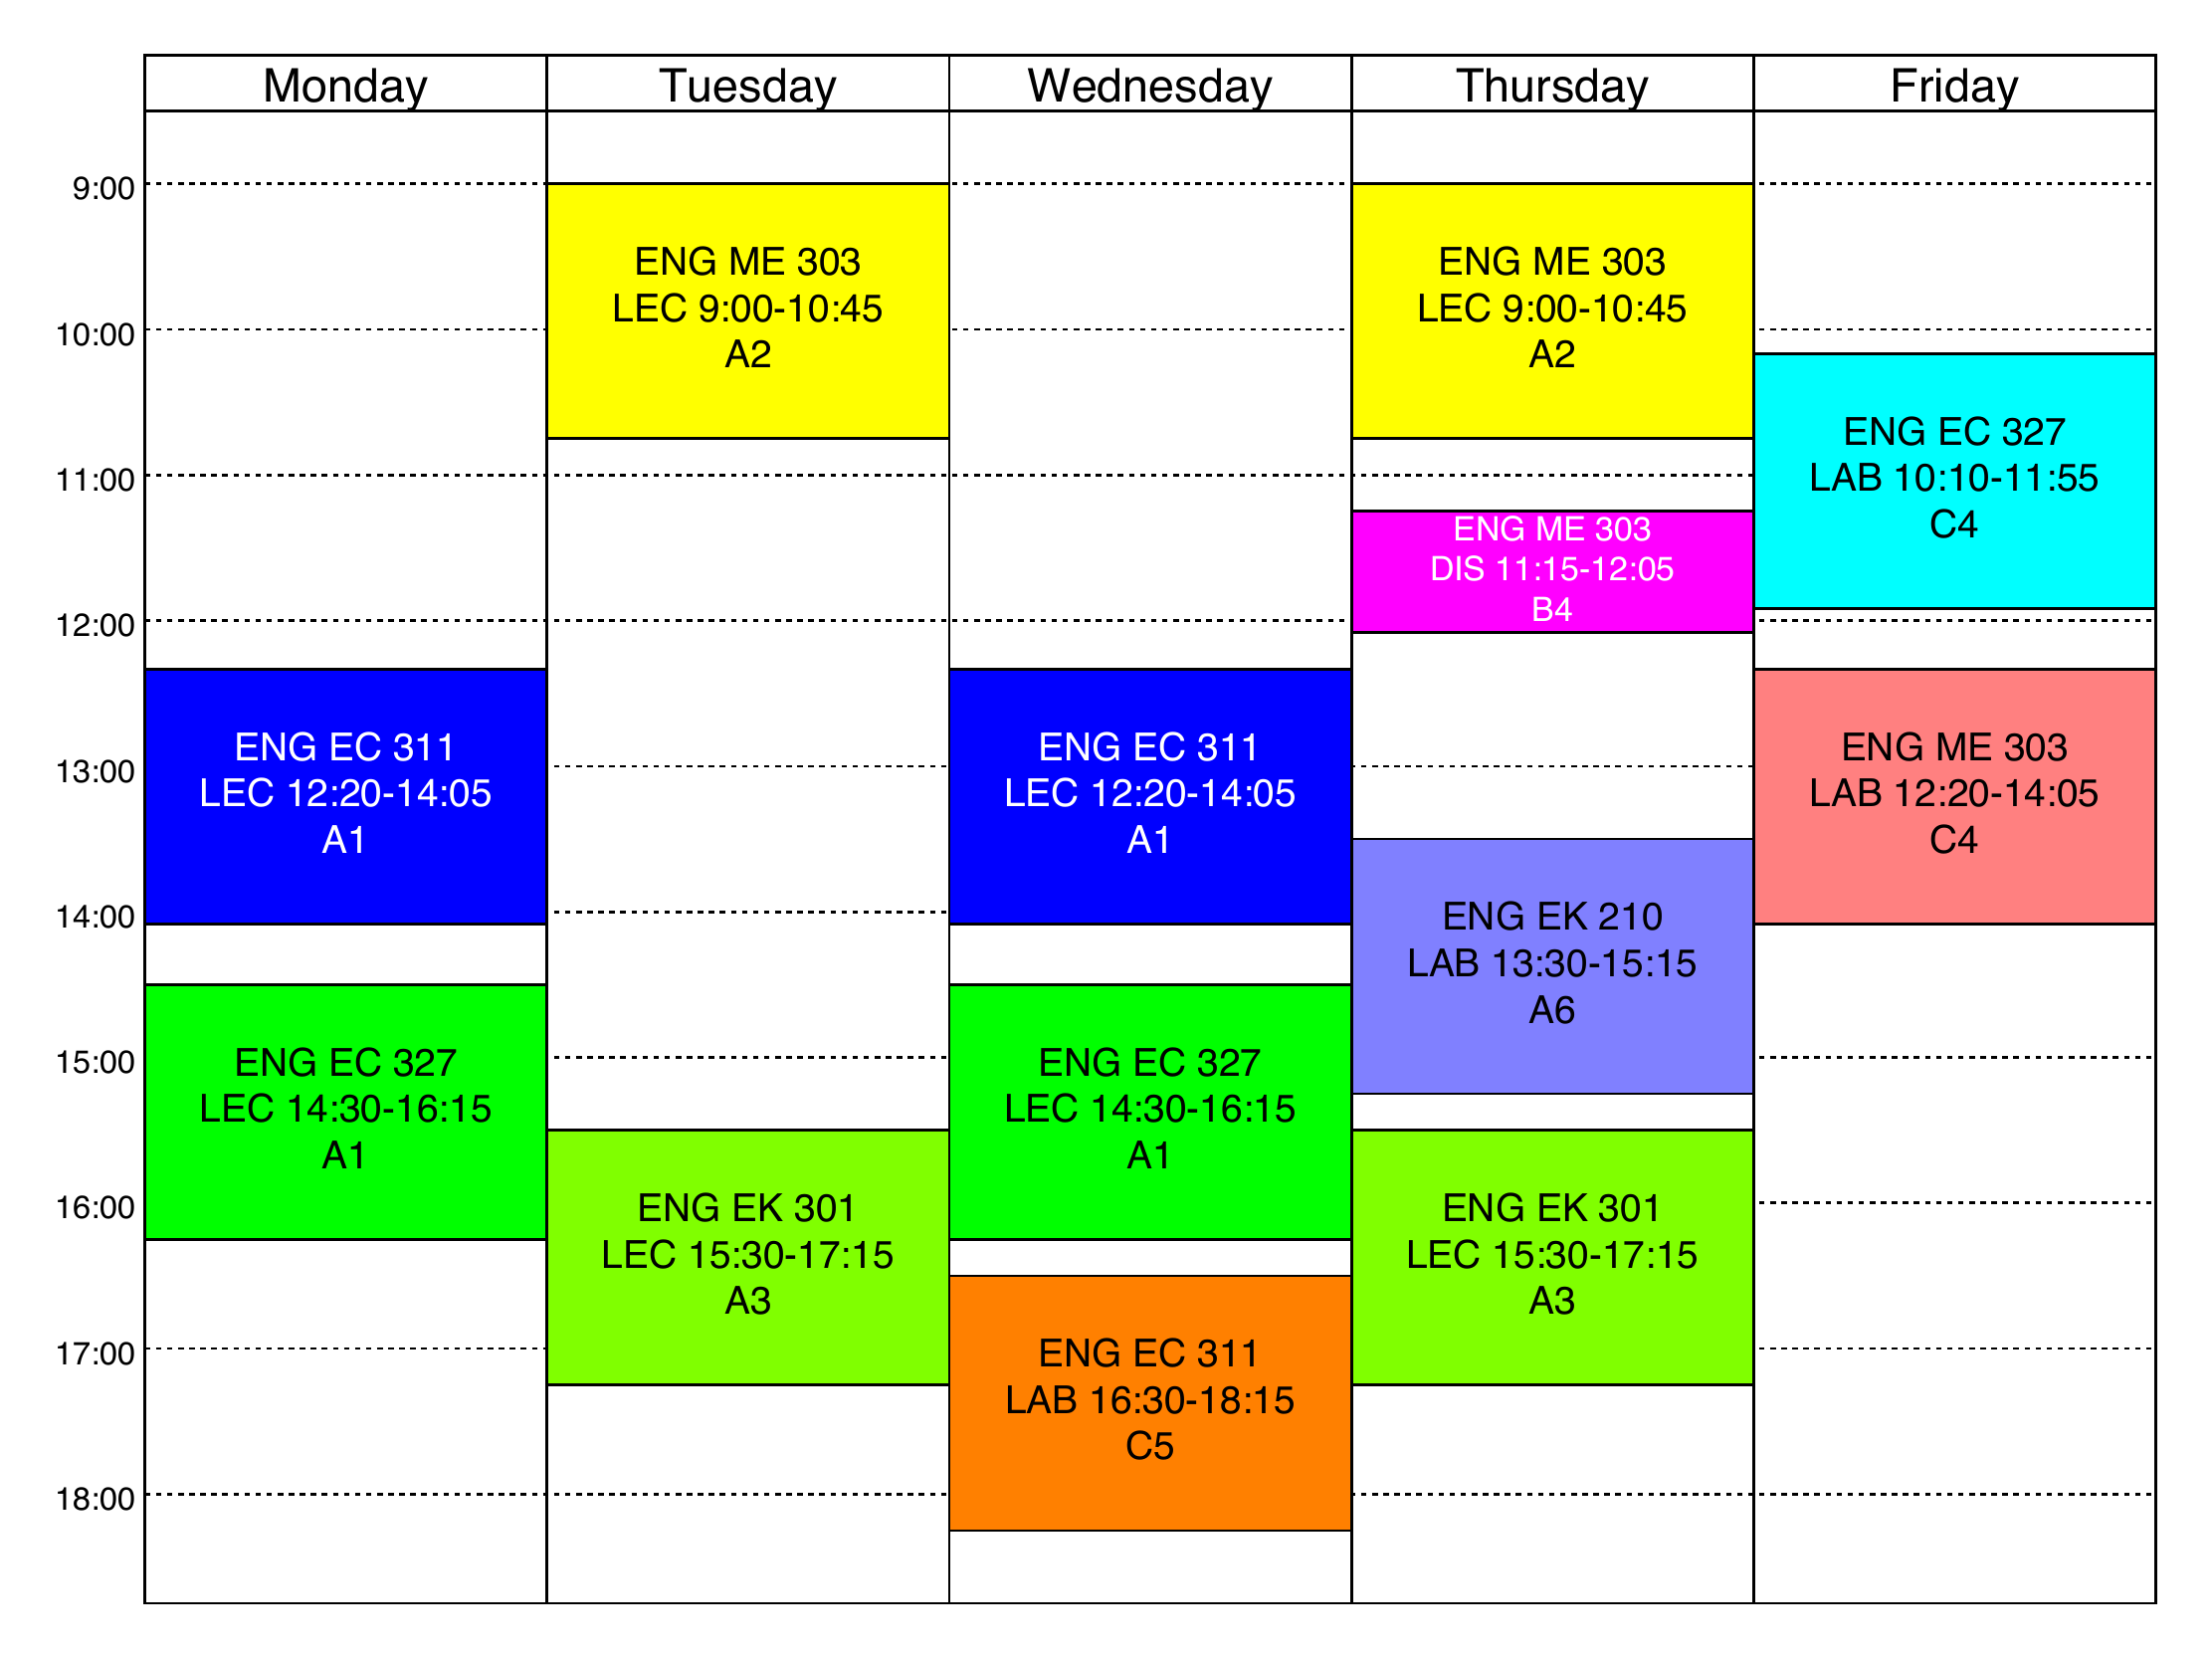 Monday
Tuesday
Wednesday
Thursday
Friday
9:00
10:00
11:00
12:00
13:00
14:00
15:00
16:00
17:00
18:00
ENG EC 311
LEC 12:20-14:05
A1
ENG EC 327
LEC 14:30-16:15
A1
ENG ME 303
LEC 9:00-10:45
A2
ENG EK 301
LEC 15:30-17:15
A3
ENG EC 311
LEC 12:20-14:05
A1
ENG EC 327
LEC 14:30-16:15
A1
ENG EC 311
LAB 16:30-18:15
C5
ENG ME 303
LEC 9:00-10:45
A2
ENG ME 303
DIS 11:15-12:05
B4
ENG EK 210
LAB 13:30-15:15
A6
ENG EK 301
LEC 15:30-17:15
A3
ENG EC 327
LAB 10:10-11:55
C4
ENG ME 303
LAB 12:20-14:05
C4